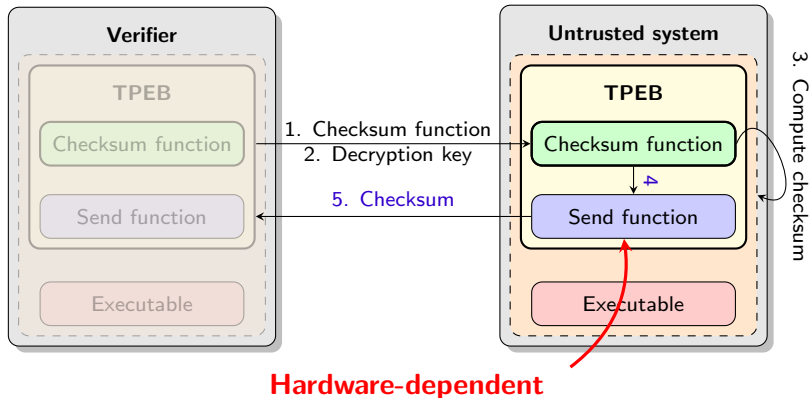 Verifier
TPEB
Checksum function
Send function
Executable
1. Checksum function
2. Decryption key
5. Checksum
Untrusted system
TPEB
Checksum function
4
Send function
Executable
3. Compute checksum
Hardware-dependent